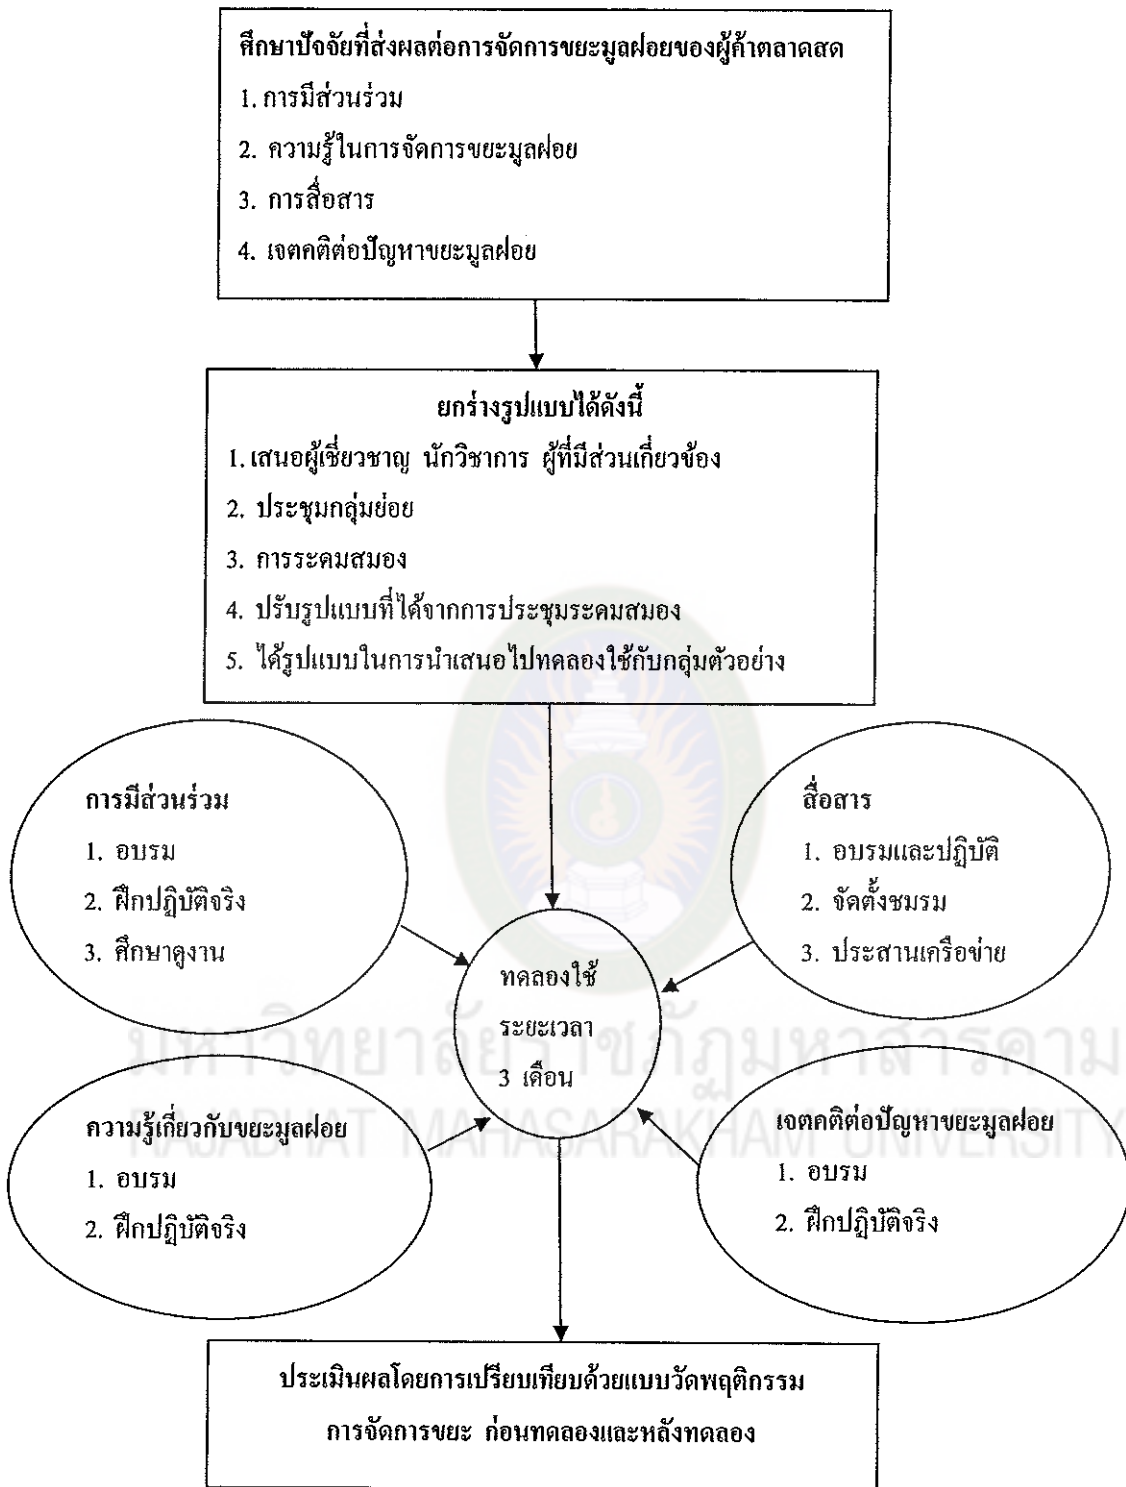 ศึกษาปัจจัยที่ส่งผลต่อการจัดการขยะมูลฝอยของผู้ค้าตลาดสด
1. การมีส่วนร่วม
2. ความรู้ในการจัดการขยะมูลฝอย
3. การสื่อสาร
4. เจตคติต่อปัญหาขยะมูลฝอย
ยกร่างรูปแบบได้ดังนี้
1. เสนอผู้เชี่ยวชาญ นักวิชาการ ผู้ที่มีส่วนเกี่ยวข้อง
2. ประชุมกลุ่มย่อย
3. การระดมสมอง
4. ปรับรูปแบบที่ได้จากการประชุมระดมสมอง
5. ได้รูปแบบในการนำเสนอไปทดลองใช้กับกลุ่มตัวอย่าง
การมีส่วนร่วม
1. อบรม
2. ฝึกปฏิบัติจริง
3. ศึกษาดูงาน
สื่อสาร
1. อบรมและปฏิบัติ
2. จัดตั้งชมรม
3. ประสานเครือข่าย
ทดลองใช้
ระยะเวลา
3 เดือน
มหาวิทยาลัยราชภัฏมหาสารคาม
RAJABHAT MAHASARAKHAM UNIVERSITY
ความรู้เกี่ยวกับขยะมูลฝอย
1. อบรม
2. ฝึกปฏิบัติจริง
เจตคติต่อปัญหาขยะมูลฝอย
1. อบรม
2. ฝึกปฏิบัติจริง
ประเมินผลโดยการเปรียบเทียบด้วยแบบวัดพฤติกรรม
การจัดการขยะ ก่อนทดลองและหลังทดลอง